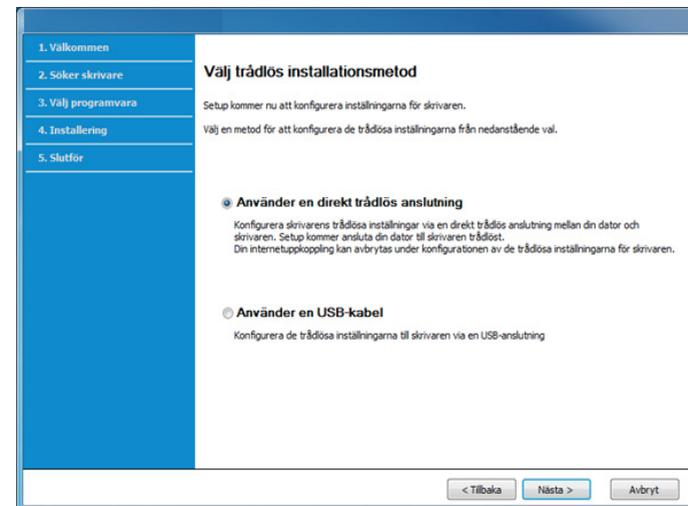 1. Välkommen
2. Söker skrivare
3. Välj programvara
4. Installering
5. Slutför
Välj trådlös installationsmetod
Setup kommer nu att konfigurera inställningarna för skrivaren.
Välj en metod för att konfigurera de trådlösa inställningarna från nedanstående val.
Använder en direkt trådlös anslutning
Konfigurera skrivarens trådlösa inställningar via en direkt trådlös anslutning mellan din dator och
skrivaren. Setup kommer ansluta din dator till skrivaren trådlöst.
Din internetuppkoppling kan avbrytas under konfigurationen av de trådlösa inställningarna för skrivaren.
Använder en USB-kabel
Konfigurera de trådlösa inställningarna till skrivaren via en USB-anslutning
< Tillbaka
Nästa >
Avbryt